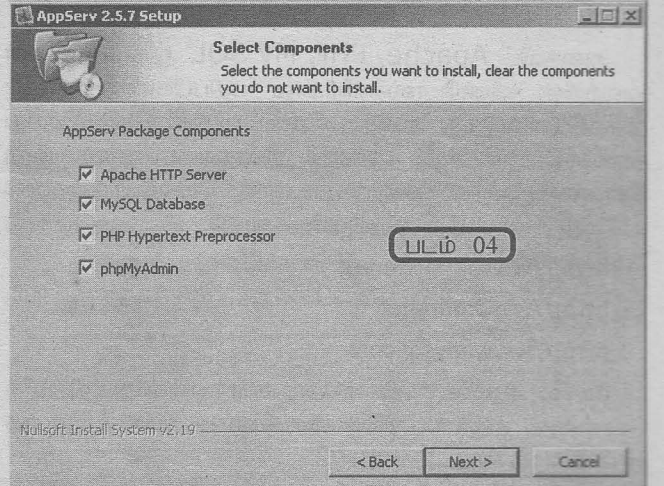 AppServ 2.5.7 Setup
Select Components
Select the components you want to install, clear the components
you do not want to install.
AppServ Package Components
Apache HTTP Server
MySQL Database
PHP Hypertext Preprocessor
படம் 04
phpMyAdmin
Nullsoft Install System v2.19
< Back Next > Cancel